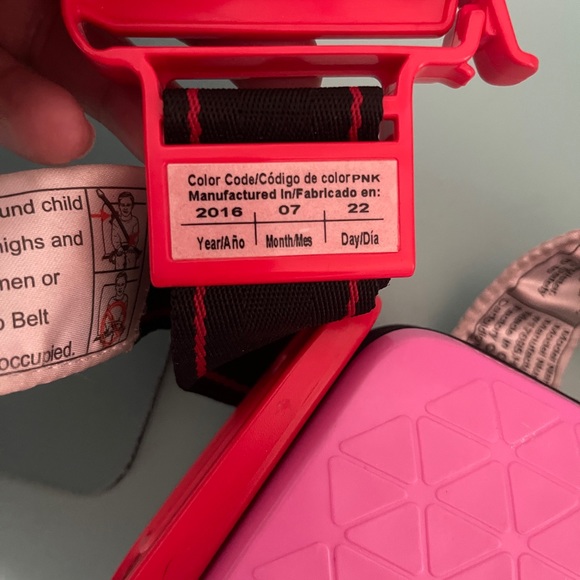 Color Code/Código de color PNK
Manufactured In/Fabricado en:
2016 07 22
Year/Año Month/Mes Day/Día
und child
highs and
men or
Belt
occupied.